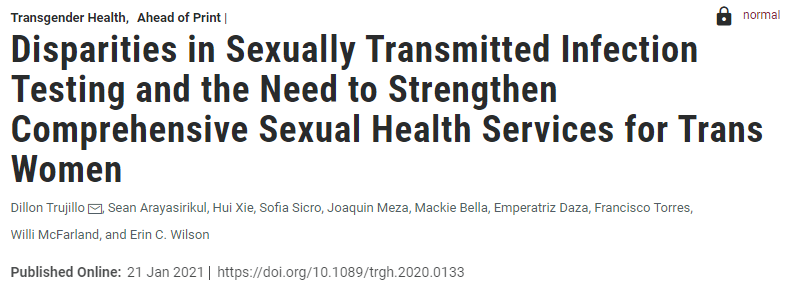 Transgender Health, Ahead of Print |
normal
Disparities in Sexually Transmitted Infection
Testing and the Need to Strengthen
Comprehensive Sexual Health Services for Trans
Women
Dillon Trujillo, Sean Arayasirikul, Hui Xie, Sofia Sicro, Joaquin Meza, Mackie Bella, Emperatriz Daza, Francisco Torres,
Willi McFarland, and Erin C. Wilson
Published Online: 21 Jan 2021 | https://doi.org/10.1089/trgh.2020.0133